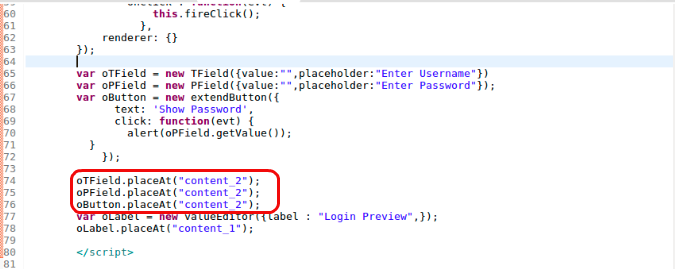 60 this.fireClick();
61 },
62 renderer: {}
63 });
64
65 var oTField = new TField({value:"",placeholder:"Enter Username"})
66 var oPField = new PField({value:"",placeholder:"Enter Password"});
67 var oButton = new extendButton({
68 text: 'Show Password',
69 click: function(evt) {
70 alert(oPField.getValue());
71 }
72 });
73
74 oTField.placeAt("content_2");
75 oPField.placeAt("content_2");
76 oButton.placeAt("content_2");
77 var oLabel = new ValueEditor({label : "Login Preview",});
78 oLabel.placeAt("content_1");
79
80 </script>
81